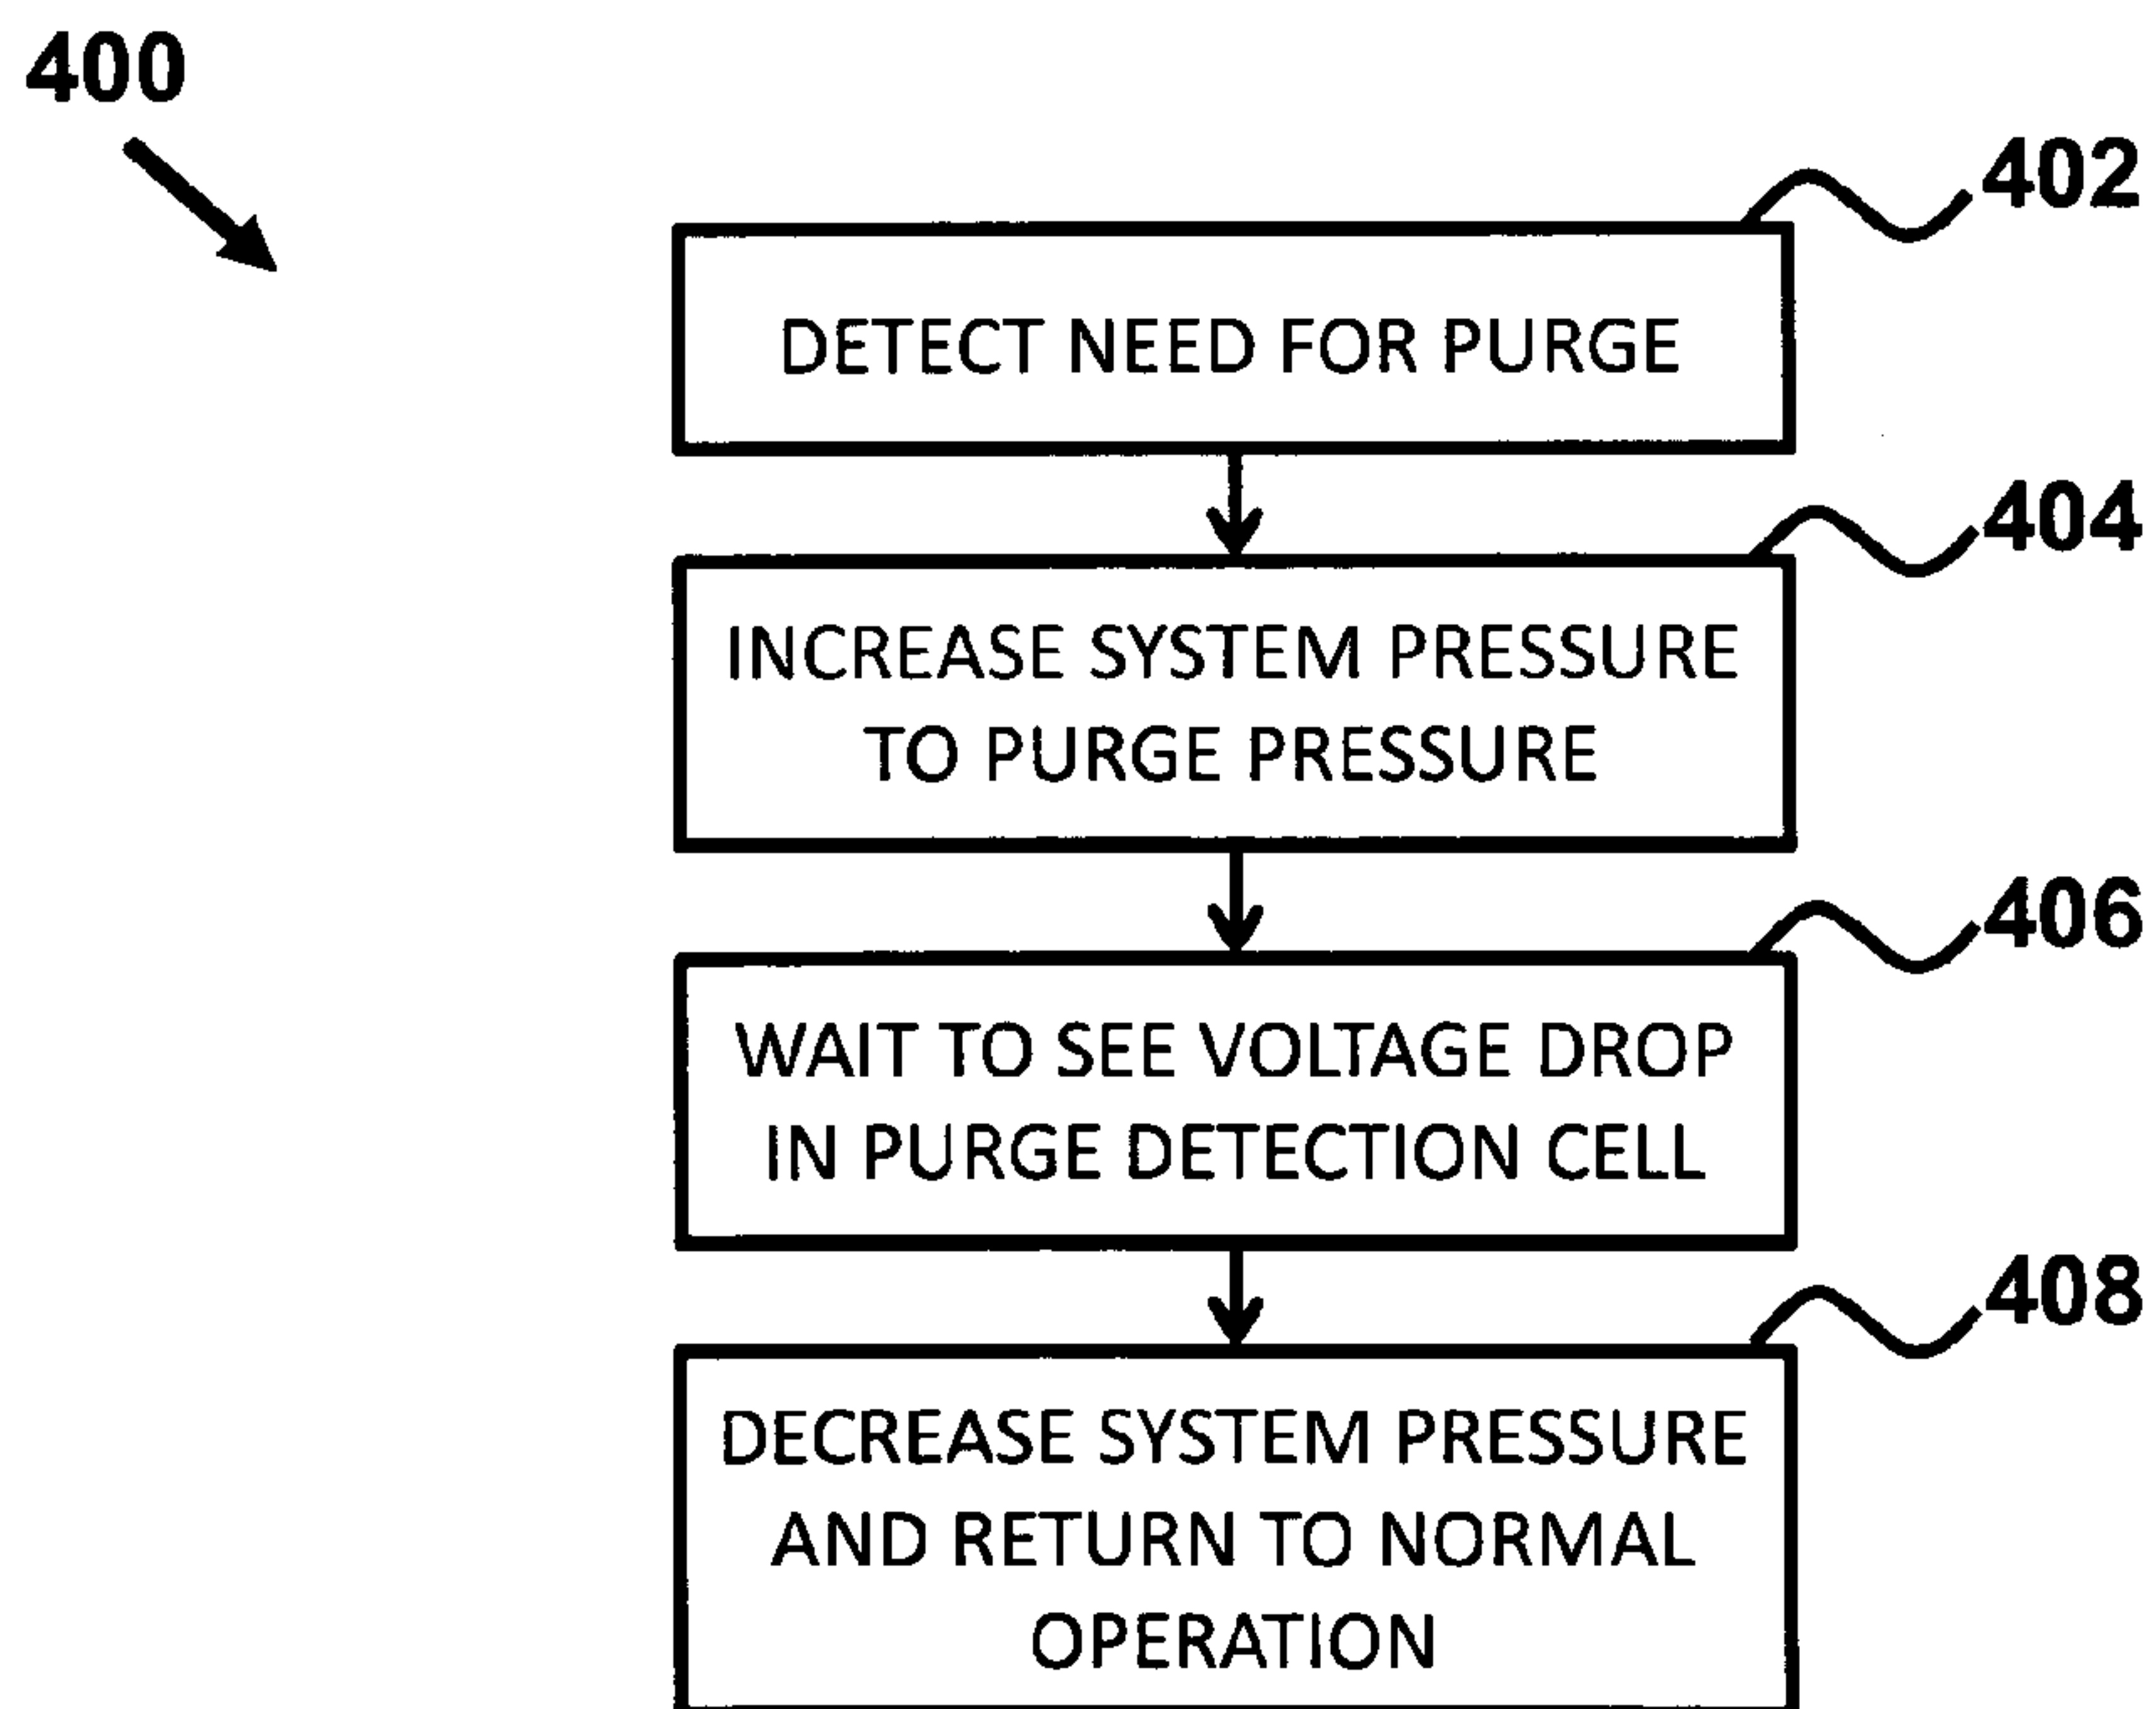 400
402
DETECT NEED FOR PURGE
404
INCREASE SYSTEM PRESSURE
TO PURGE PRESSURE
406
WAIT TO SEE VOLTAGE DROP
IN PURGE DETECTION CELL
408
DECREASE SYSTEM PRESSURE
AND RETURN TO NORMAL
OPERATION